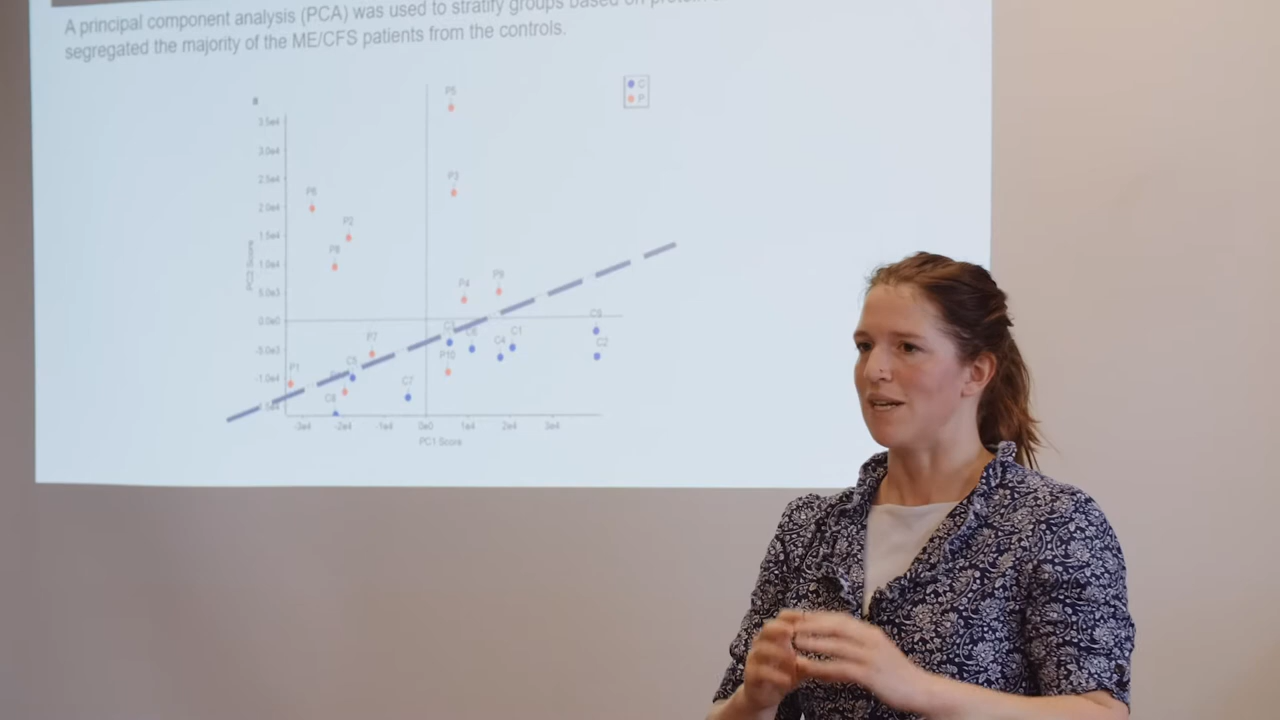 A principal component analysis (PCA) was used to stratify groups based on
segregated the majority of the ME/CFS patients from the controls.
B
C
P
P5
3.5e4
3.0e4
P3
2.5e4
P6
2.0e4
P2
1.5e4
P8
1.0e4
PC2 Score
P4
P9
5.0e3
0.0e0
C9
C1
P7
C4
C2
-5.0e3
P10
C5
P1
-1.0e4
C7
-3e4 -2e4 -1e4 0e0 1e4 2e4 3e4
PC1 Score